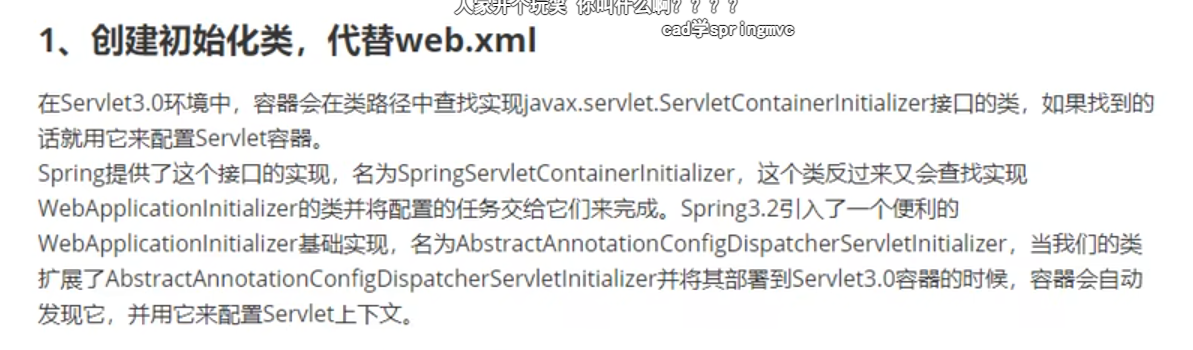 人家开个玩笑 你叫什么啊？？？？
cad学springmvc
1、创建初始化类，代替web.xml
在Servlet3.0环境中，容器会在类路径中查找实现javax.servlet.ServletContainerInitializer接口的类，如果找到的
话就用它来配置Servlet容器。
Spring提供了这个接口的实现，名为SpringServletContainerInitializer，这个类反过来又会查找实现
WebApplicationInitializer的类并将配置的任务交给它们来完成。Spring3.2引入了一个便利的
WebApplicationInitializer基础实现，名为AbstractAnnotationConfigDispatcherServletInitializer，当我们的类
扩展了AbstractAnnotationConfigDispatcherServletInitializer并将其部署到Servlet3.0容器的时候，容器会自动
发现它，并用它来配置Servlet上下文。